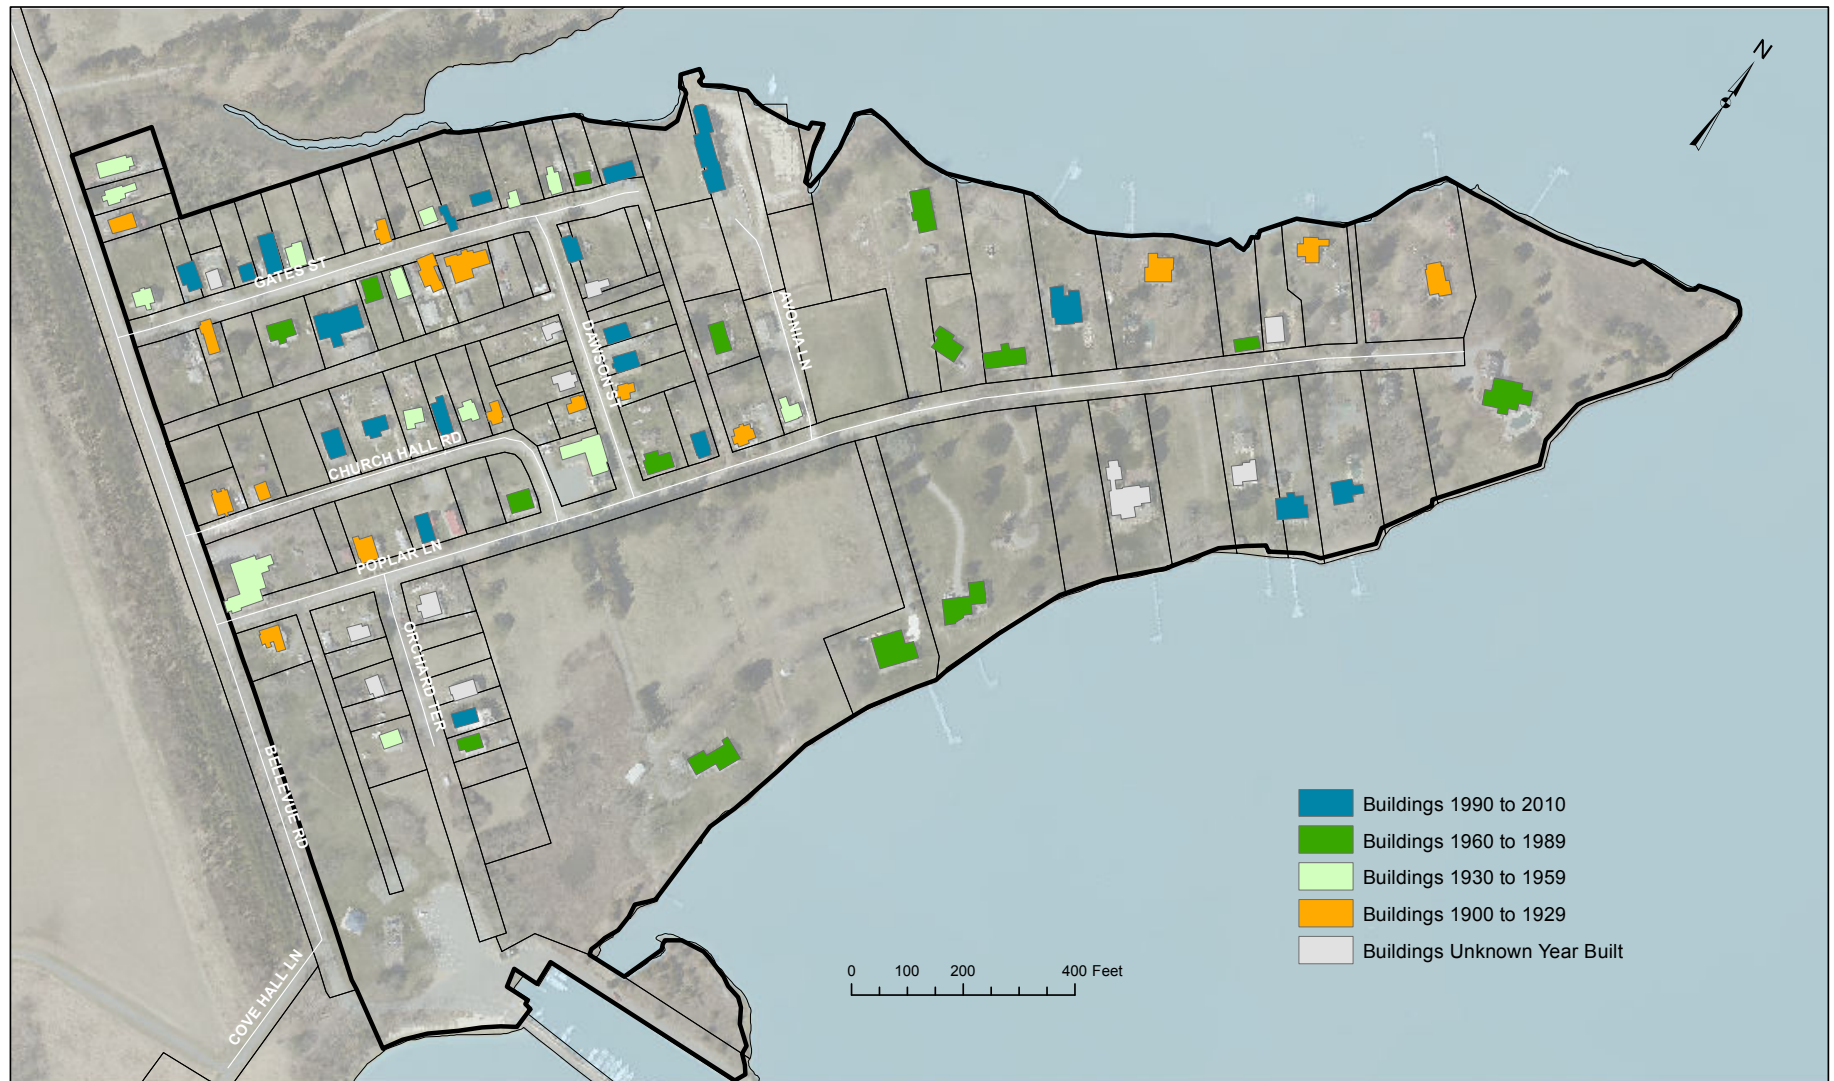 N
GATES ST
DAWSON ST
AVONIA LN
CHURCH HALL RD
POPLAR LN
ORCHARD TER
BELLEVUE RD
COVE HALL LN
Buildings 1990 to 2010
Buildings 1960 to 1989
Buildings 1930 to 1959
Buildings 1900 to 1929
Buildings Unknown Year Built
0 100 200 400 Feet